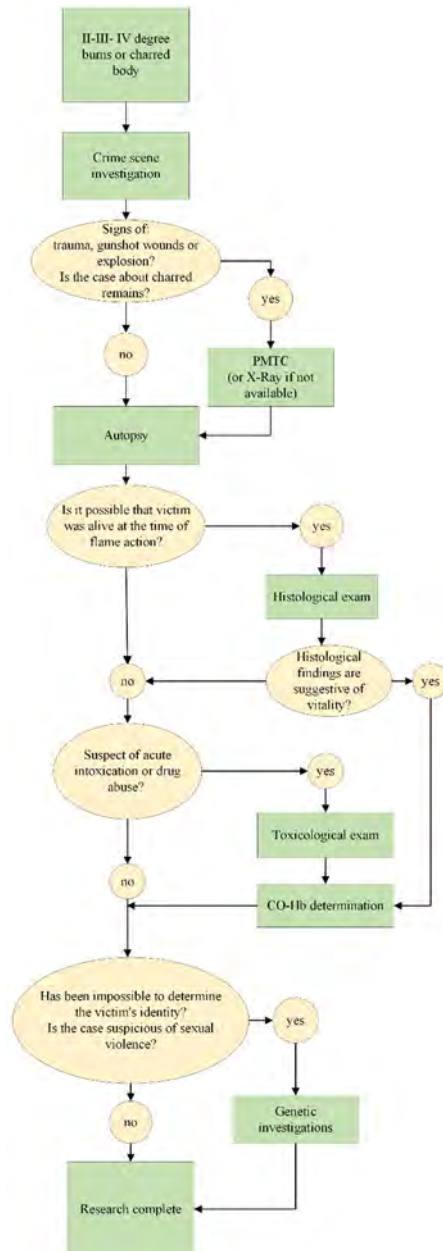 II-III- IV degree
burns or charred
body
Crime scene
investigation
Signs of:
trauma, gunshot wounds or
explosion?
Is the case about charred
remains?
yes
no
PMTC
(or X-Ray if not
available)
Autopsy
Is it possible that victim
was alive at the time of
flame action?
yes
Histological exam
Histological
findings are
suggestive of
vitality?
yes
no
Suspect of acute
intoxication or drug
abuse?
yes
Toxicological exam
no
CO-Hb determination
Has been impossible to determine
the victim's identity?
Is the case suspicious of sexual
violence?
yes
no
Genetic
investigations
Research complete